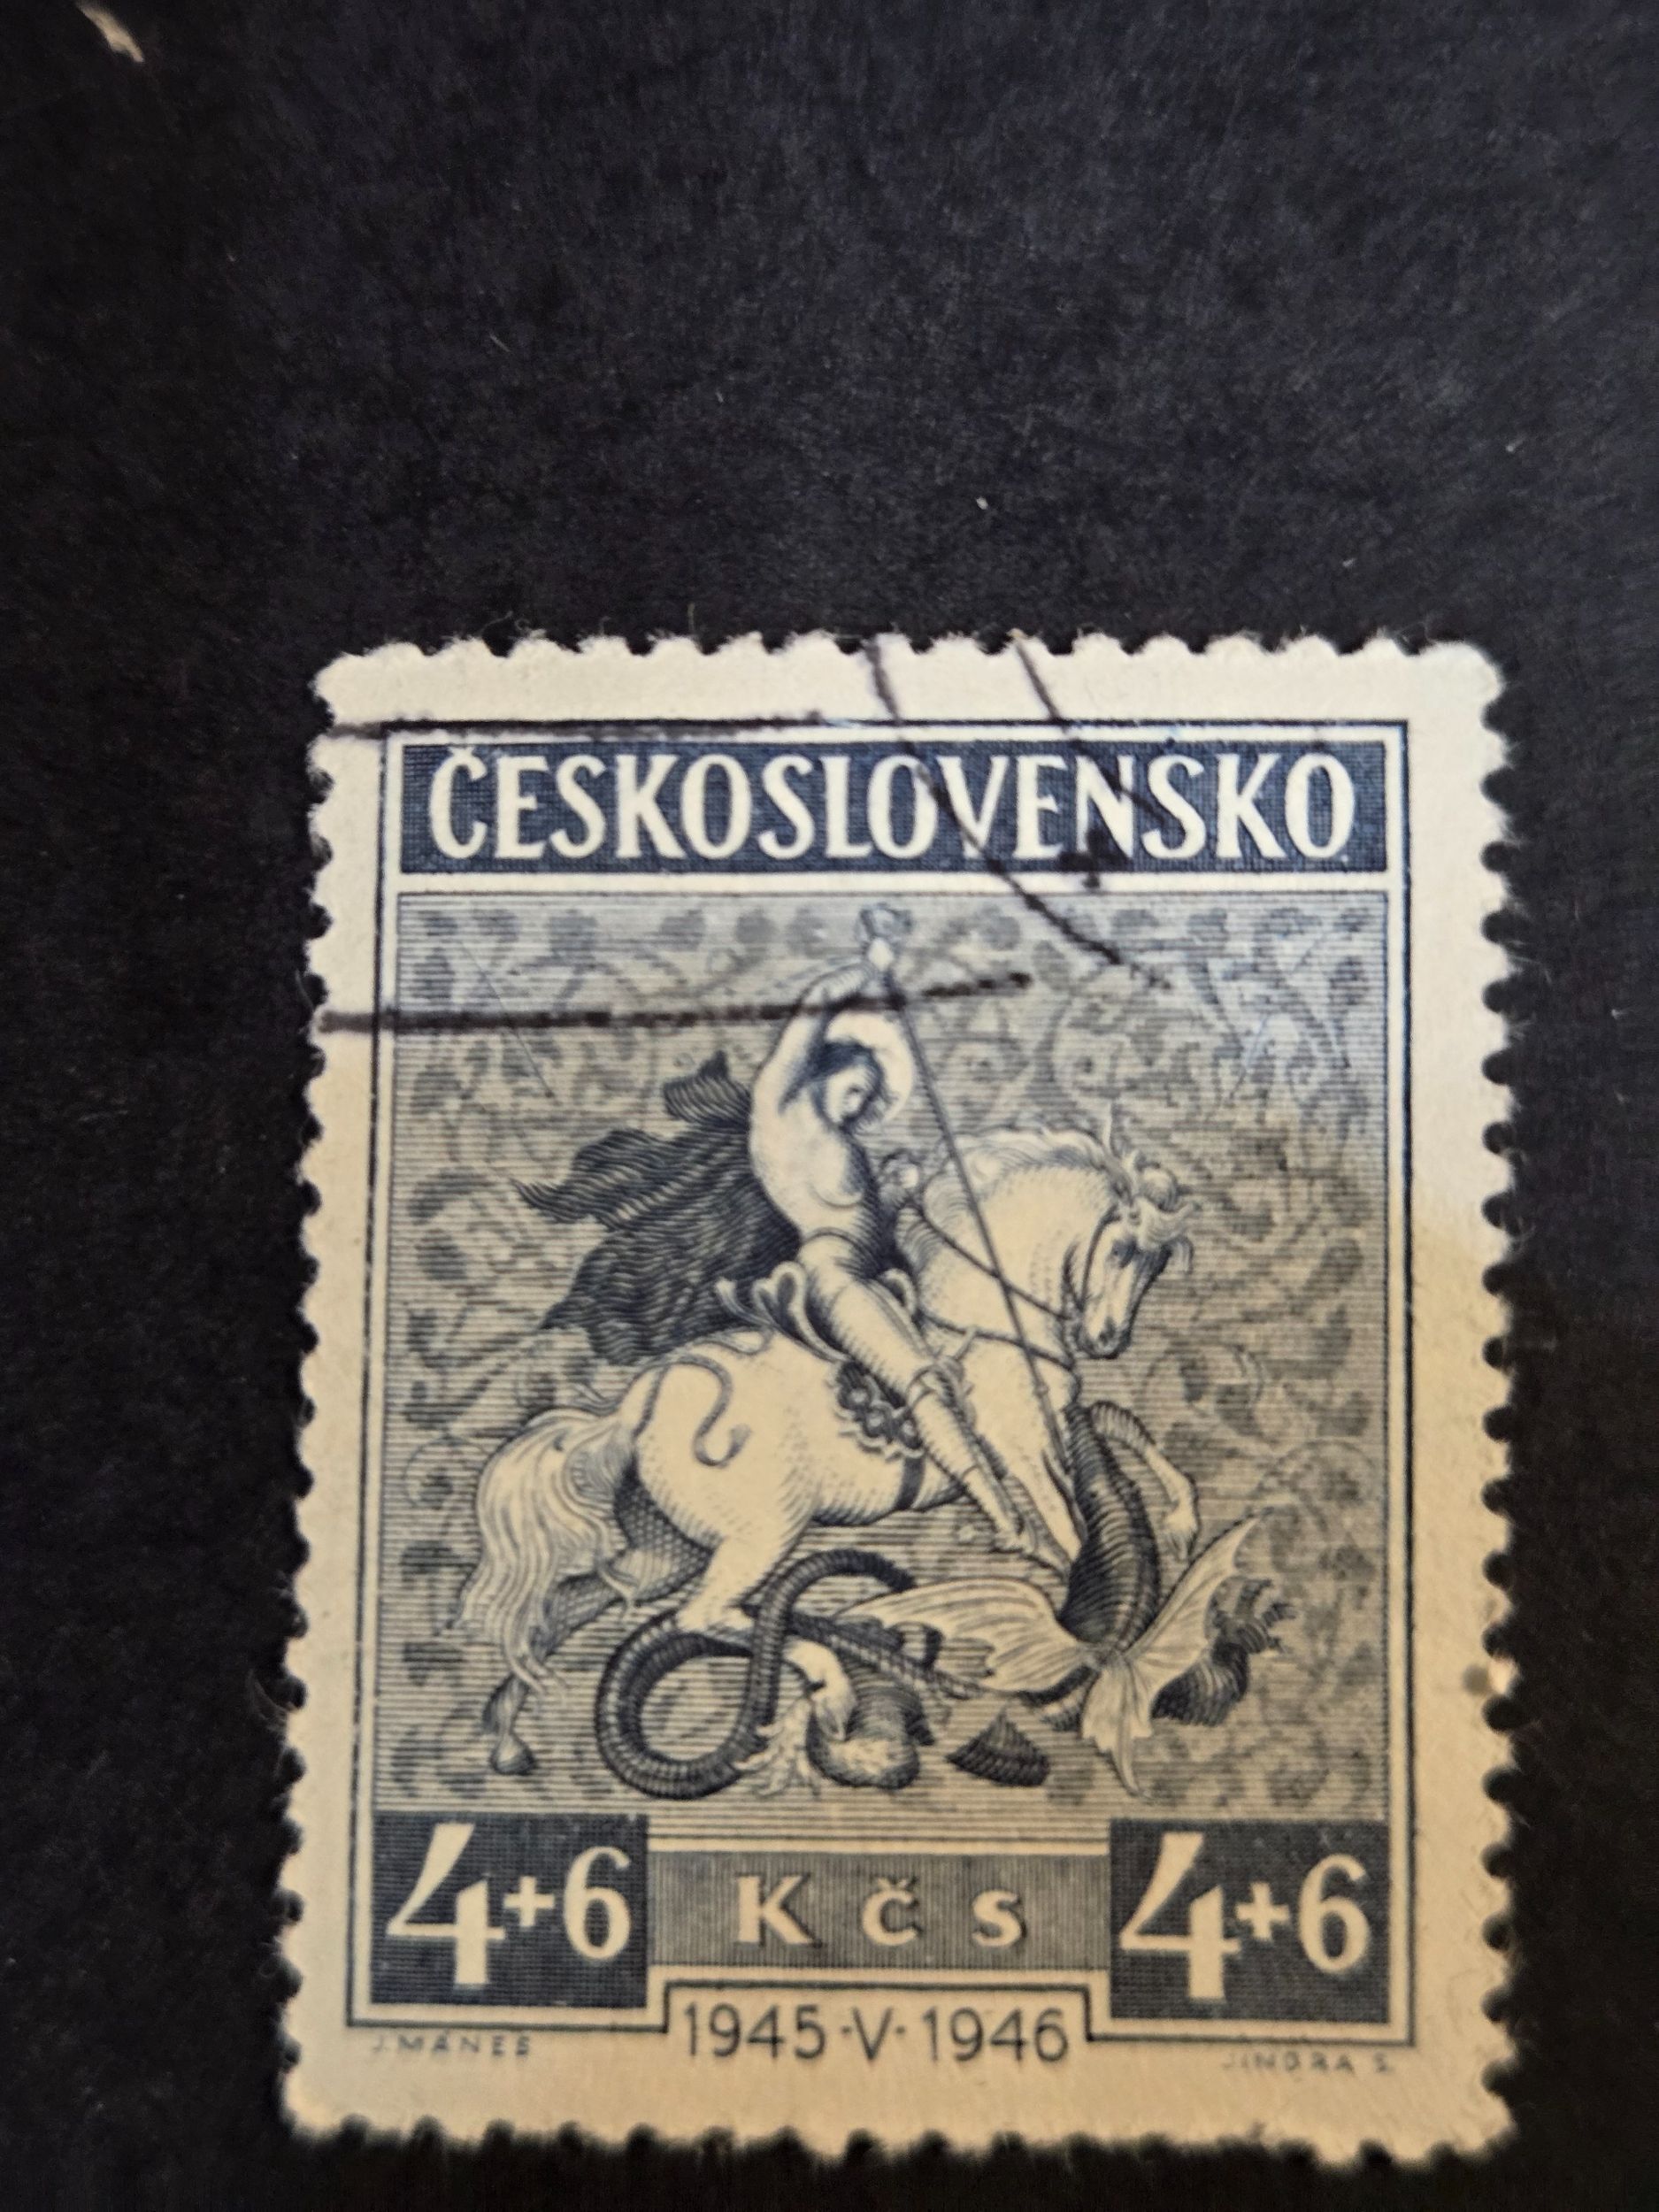 ČESKOSLOVENSKO
4+6 Kčs 4+6
1945·V·1946
J. MÁNES JINDRA S.